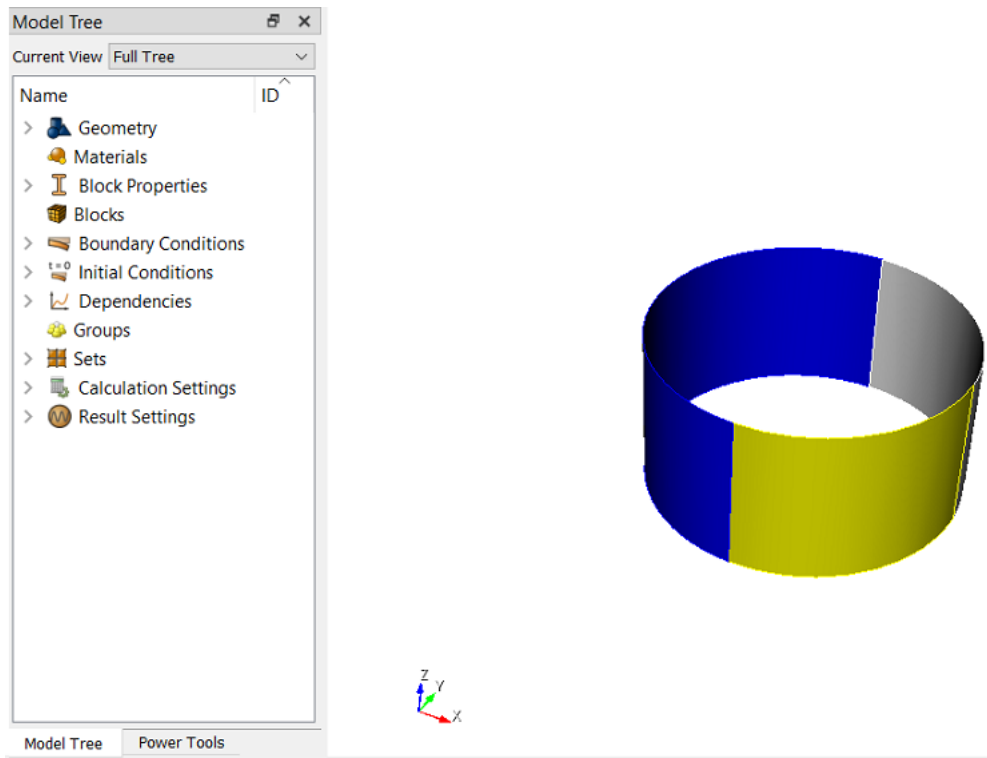 Model Tree
Current View Full Tree
Name ID
Geometry
Materials
Block Properties
Blocks
Boundary Conditions
t=0
Initial Conditions
Dependencies
Groups
Sets
Calculation Settings
Result Settings
Z
Y
X
Model Tree Power Tools